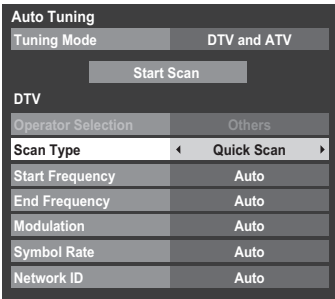 Auto Tuning
Tuning Mode DTV and ATV
Start Scan
DTV
Operator Selection Others
Scan Type Quick Scan
Start Frequency Auto
End Frequency Auto
Modulation Auto
Symbol Rate Auto
Network ID Auto